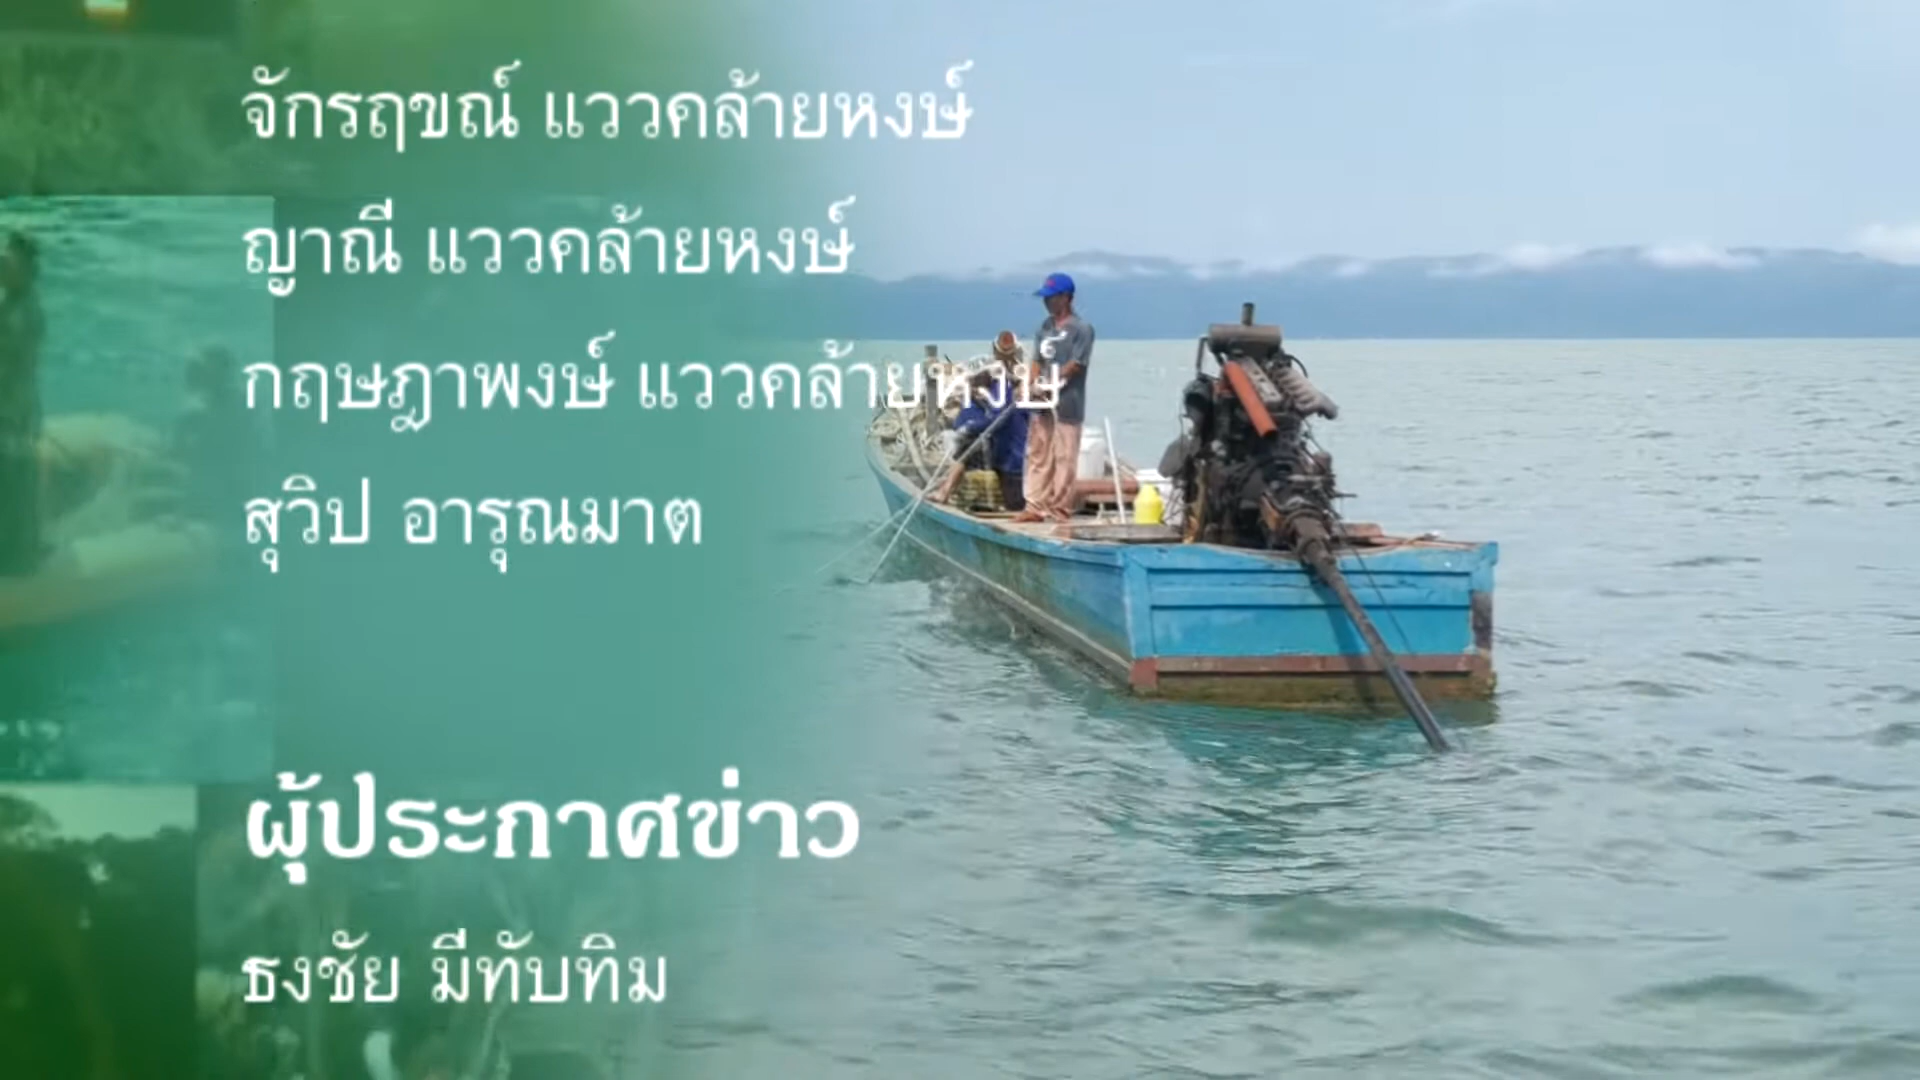 จักรฤขณ์ แววคล้ายหงษ์
ญาณี แววคล้ายหงษ์
กฤษฎาพงษ์ แววคล้ายหงษ์
สุวิป อารุณมาต
ผู้ประกาศข่าว
ธงชัย มีทับทิม